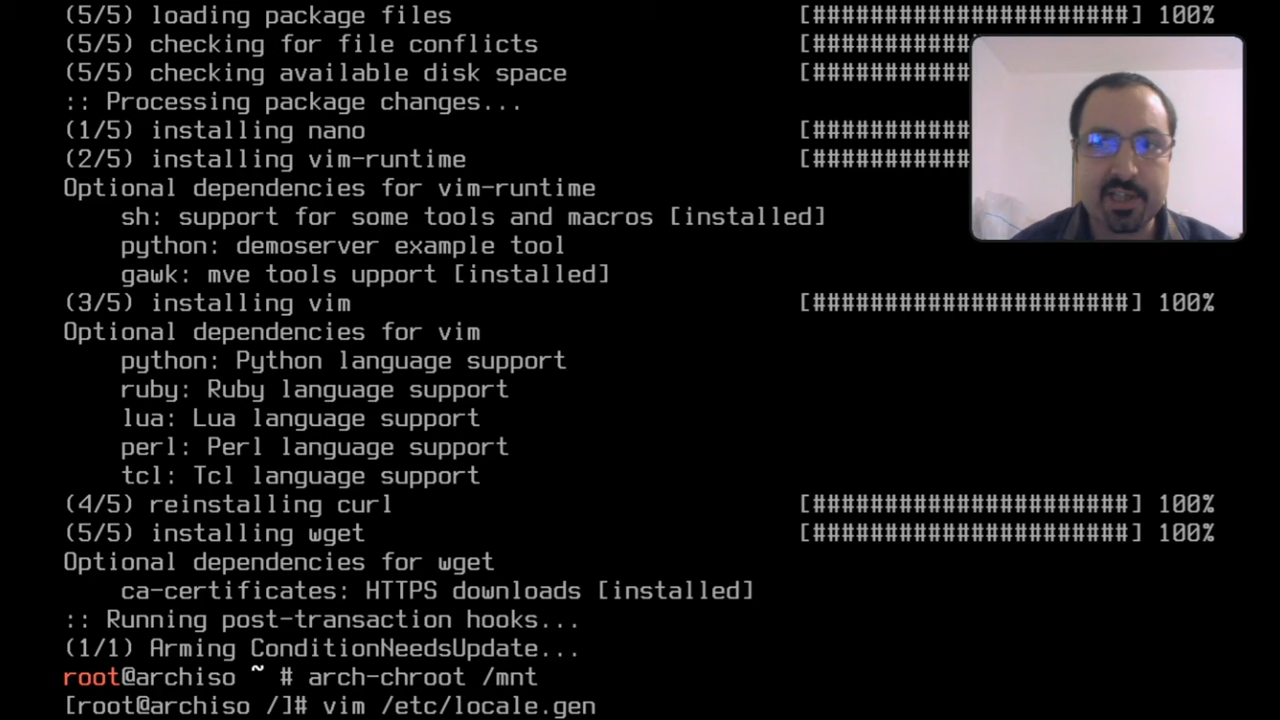 (5/5) loading package files [######################] 100%
(5/5) checking for file conflicts [###########
(5/5) checking available disk space [###########
:: Processing package changes...
(1/5) installing nano [###########
(2/5) installing vim-runtime [###########
Optional dependencies for vim-runtime
sh: support for some tools and macros [installed]
python: demoserver example tool
gawk: mve tools upport [installed]
(3/5) installing vim [######################] 100%
Optional dependencies for vim
python: Python language support
ruby: Ruby language support
lua: Lua language support
perl: Perl language support
tcl: Tcl language support
(4/5) reinstalling curl [######################] 100%
(5/5) installing wget [######################] 100%
Optional dependencies for wget
ca-certificates: HTTPS downloads [installed]
:: Running post-transaction hooks...
(1/1) Arming ConditionNeedsUpdate...
root@archiso ~ # arch-chroot /mnt
[root@archiso /]# vim /etc/locale.gen